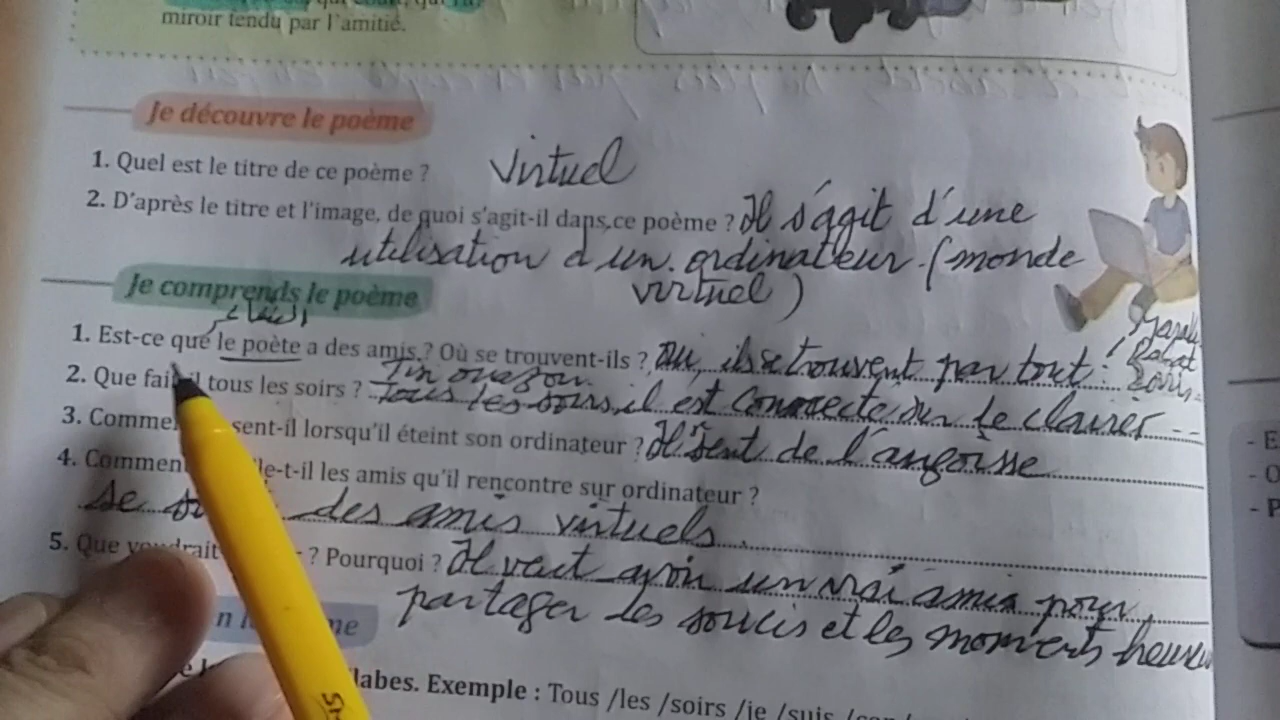 miroir tendu par l'amitié.
Je découvre le poème
1. Quel est le titre de ce poème ? Virtuel
2. D'après le titre et l'image, de quoi s'agit-il dans ce poème ? Il s'agit d'une
utilisation d'un ordinateur. (monde
virtuel)
Je comprends le poème
1. Est-ce que le poète a des amis ? Où se trouvent-ils ? Oui, ils se trouvent partout :
2. Que fait-il tous les soirs ? Tous les soirs, il est connecté sur le clavier
3. sent-il lorsqu'il éteint son ordinateur ? Il sent de l'angoisse
4. Comment les amis qu'il rencontre sur ordinateur ?
se des amis virtuels.
5. Que ? Pourquoi ? Il veut avoir un vrai amis pour
partager les soucis et les moments heureux
Exemple : Tous /les /soirs /je /suis